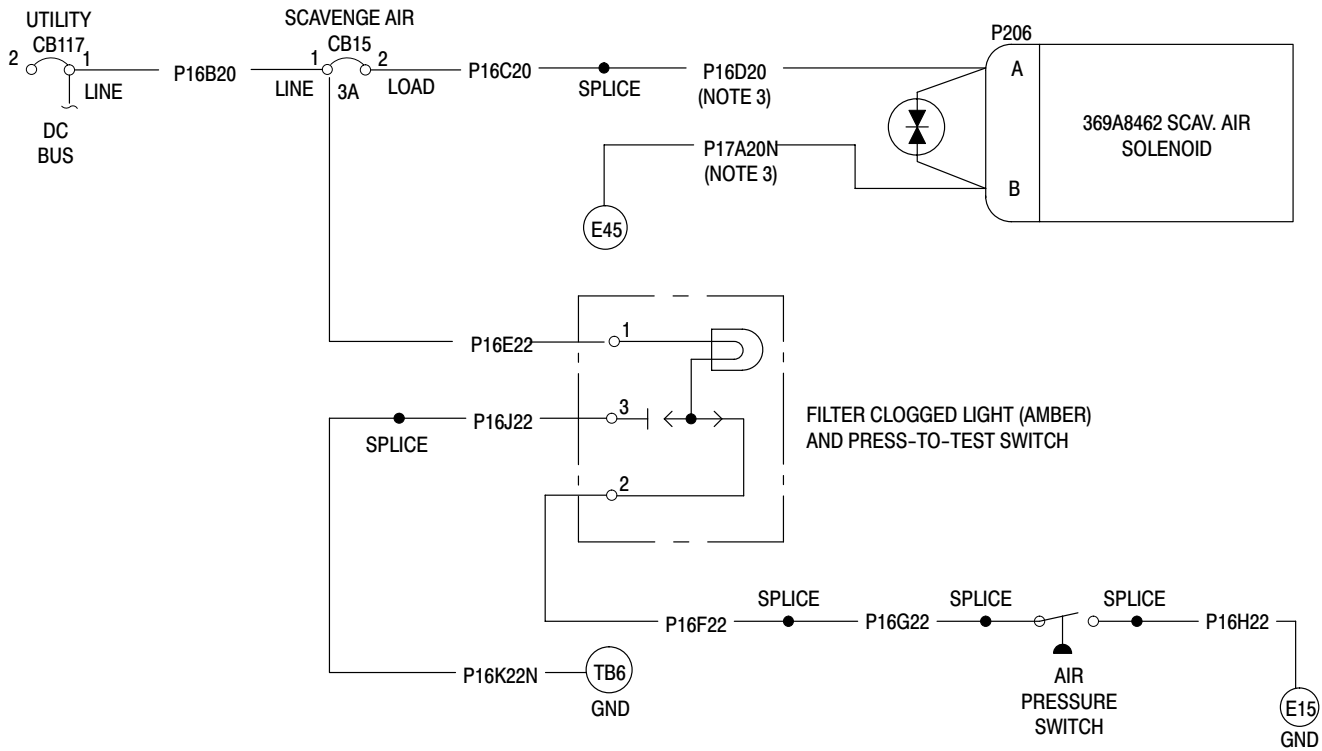 UTILITY
CB117
2
1
LINE
DC
BUS
P16B20
SCAVENGE AIR
CB15
1
2
LINE
3A
LOAD
P16C20
SPLICE
P16D20
(NOTE 3)
P206
A
B
369A8462 SCAV. AIR
SOLENOID
P17A20N
(NOTE 3)
E45
P16E22
1
P16J22
3
SPLICE
2
FILTER CLOGGED LIGHT (AMBER)
AND PRESS-TO-TEST SWITCH
P16F22
SPLICE
P16G22
SPLICE
SPLICE
P16H22
AIR
PRESSURE
SWITCH
P16K22N
TB6
GND
E15
GND